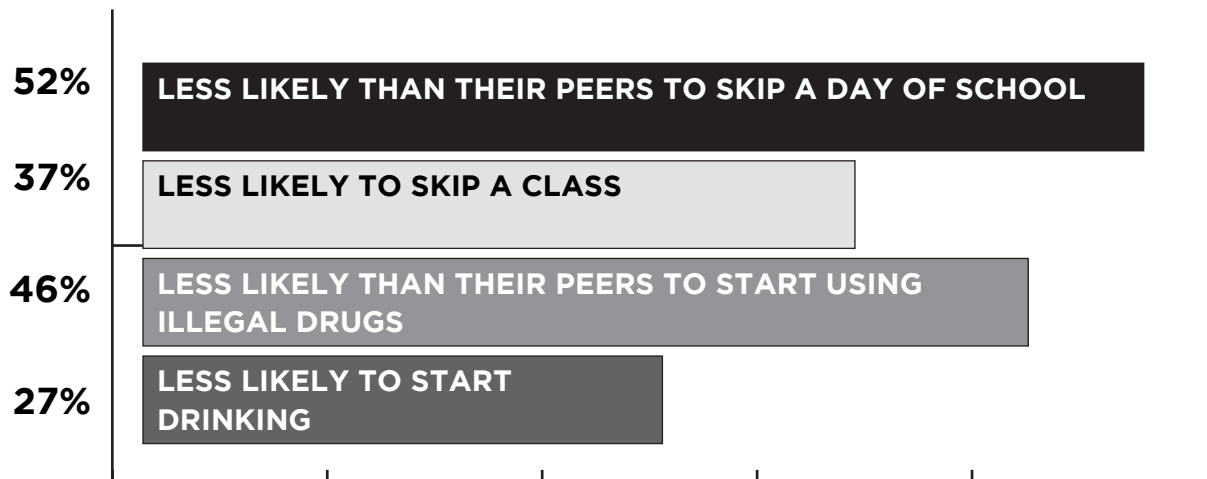 52%
LESS LIKELY THAN THEIR PEERS TO SKIP A DAY OF SCHOOL
37%
LESS LIKELY TO SKIP A CLASS
46%
LESS LIKELY THAN THEIR PEERS TO START USING
ILLEGAL DRUGS
27%
LESS LIKELY TO START
DRINKING